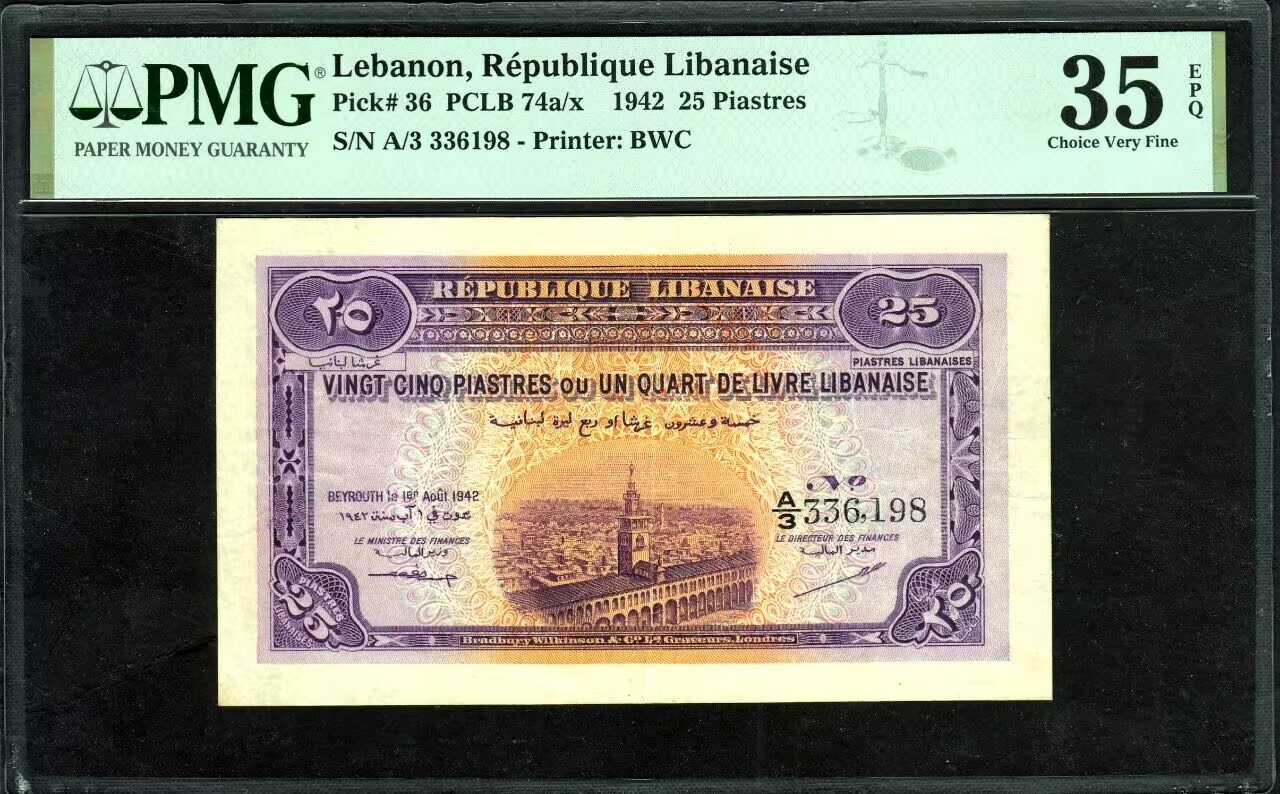 PMG®
PAPER MONEY GUARANTY
Lebanon, République Libanaise
Pick# 36 PCLB 74a/x 1942 25 Piastres
S/N A/3 336198 - Printer: BWC
35 EPQ
Choice Very Fine
RÉPUBLIQUE LIBANAISE
٢٥
25
غرشا لبنانيا
PIASTRES LIBANAISES
VINGT CINQ PIASTRES OU UN QUART DE LIVRE LIBANAISE
خمسة وعشرون غرشا او ربع ليرة لبنانية
No
BEYROUTH le 1er Août 1942
A/3 336,198
بيروت في ١ آب سنة ١٩٤٢
LE MINISTRE DES FINANCES
LE DIRECTEUR DES FINANCES
وزير المالية
مدير المالية
PIASTRES
25
LIBANAISES
٢٥
Bradbury Wilkinson & Co. Ld. Graveurs, Londres